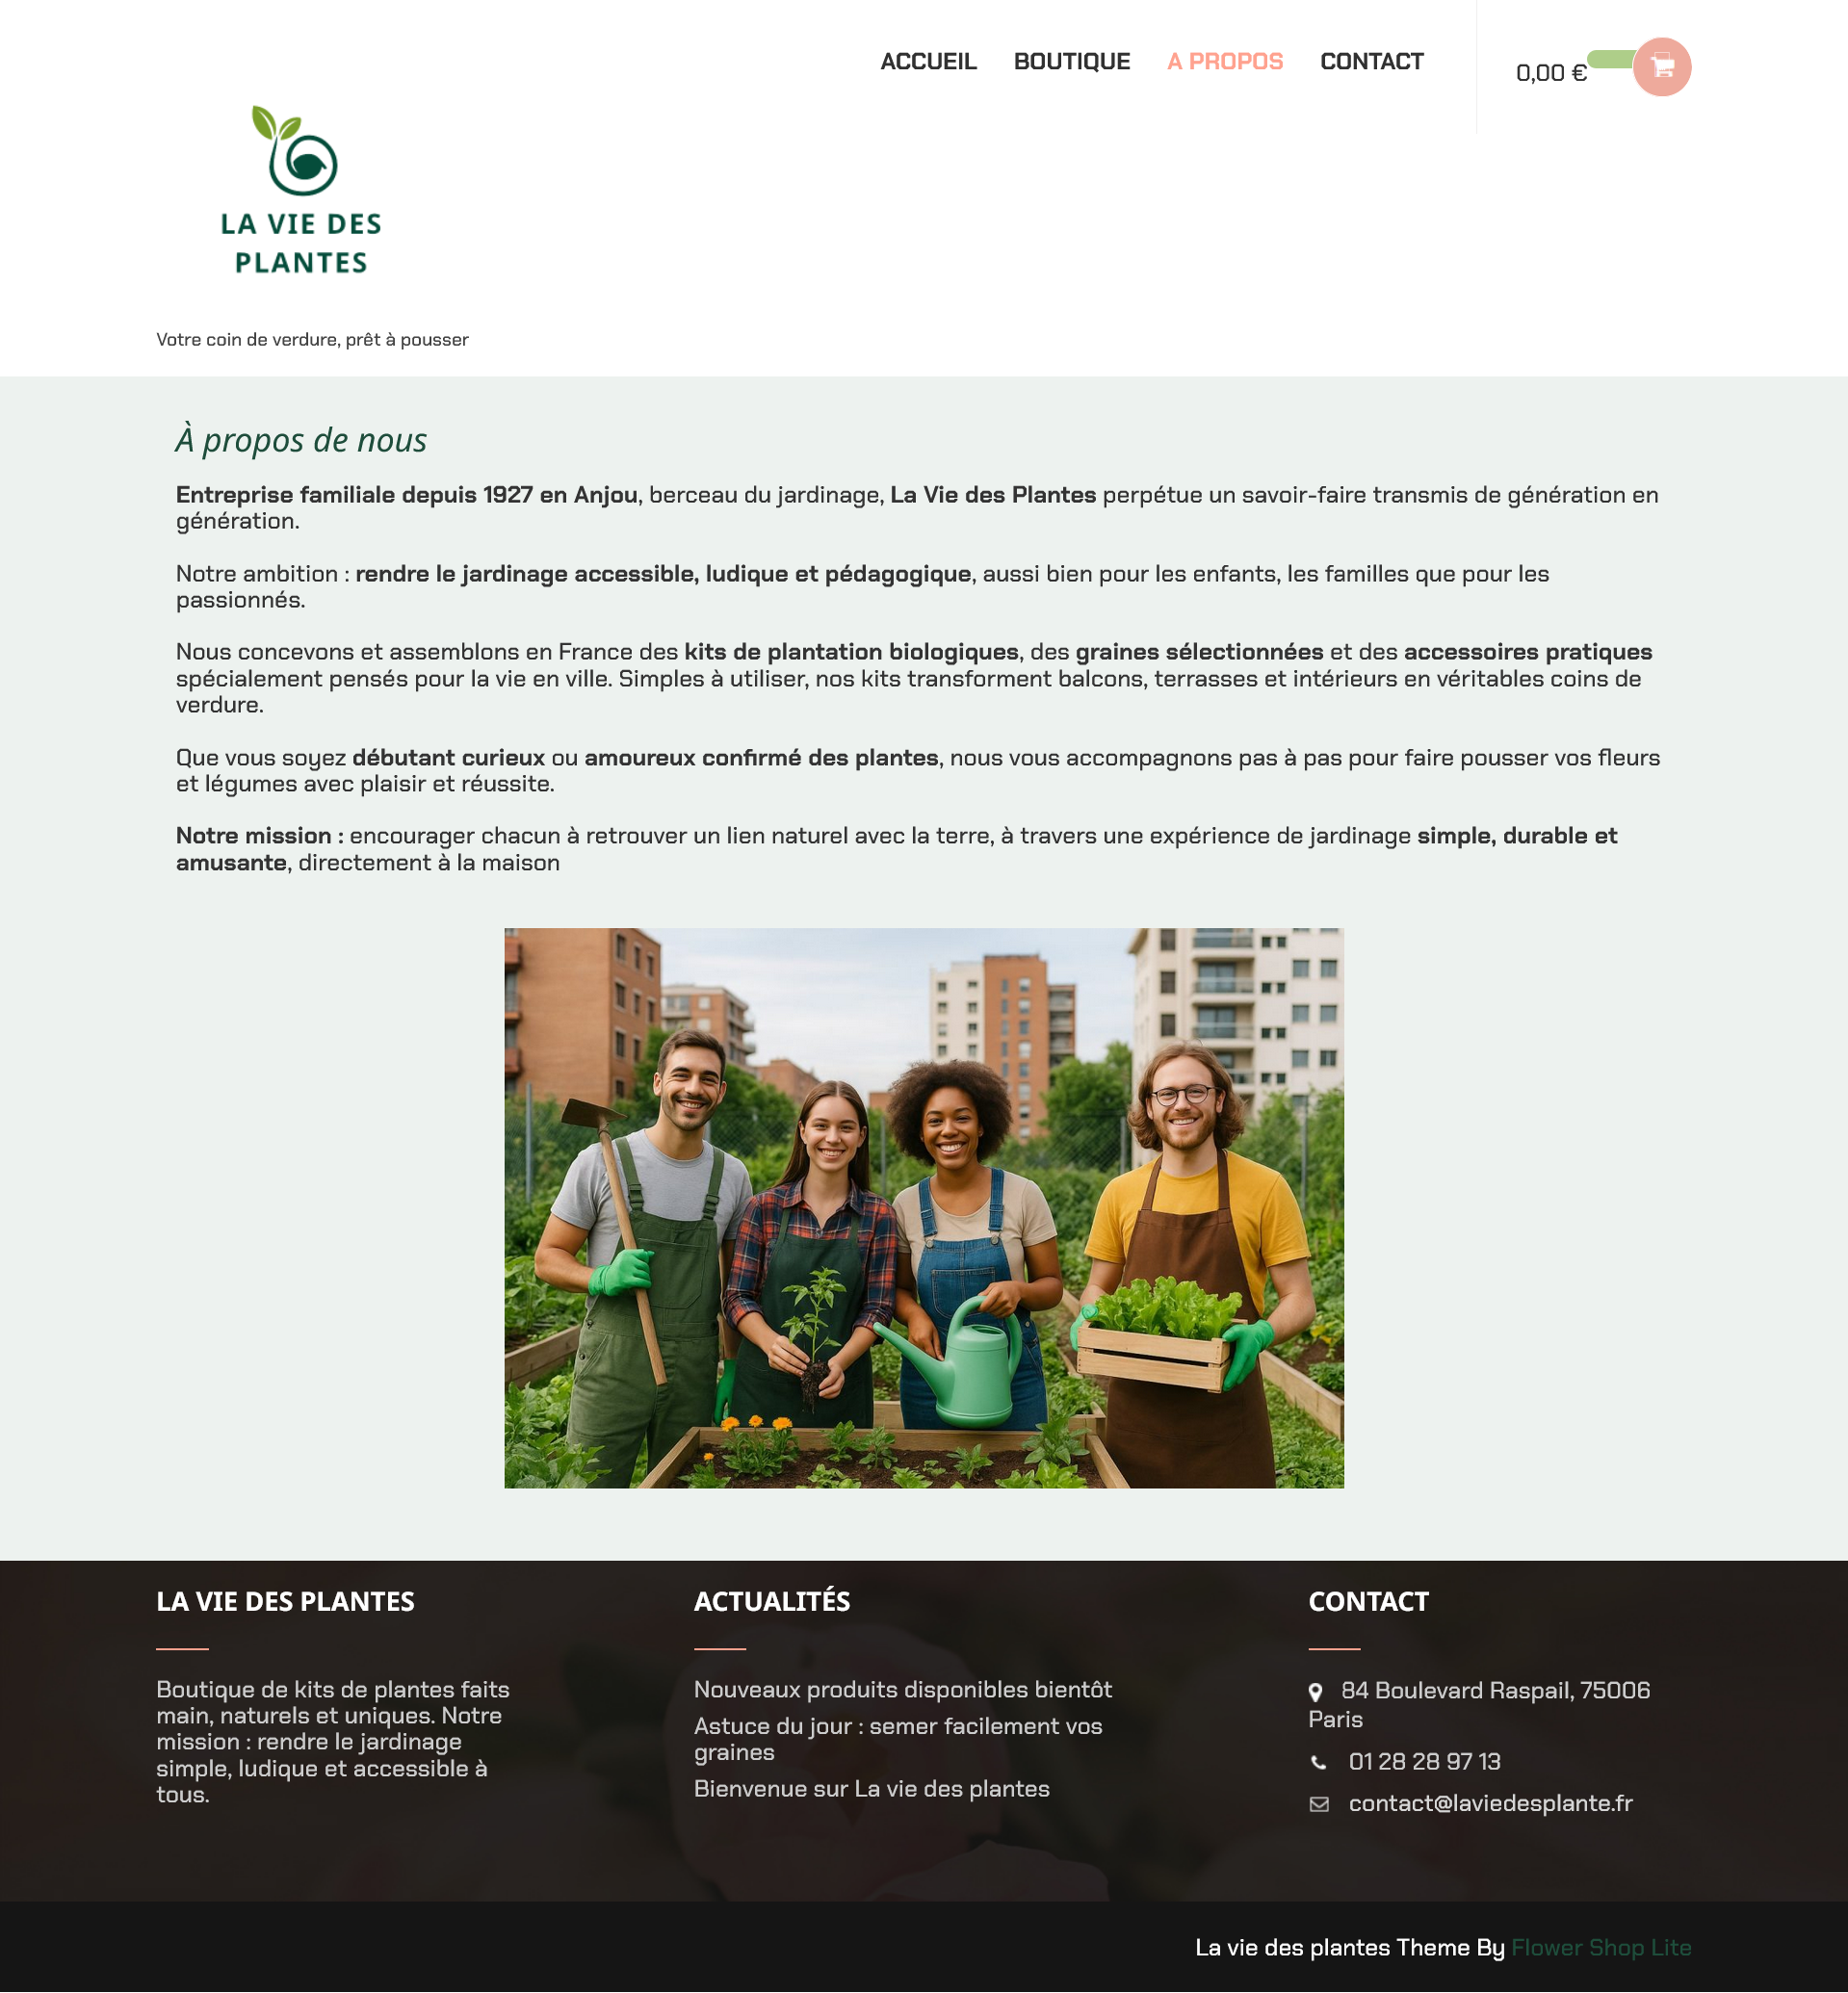 ACCUEIL BOUTIQUE A PROPOS CONTACT
0,00 €
LA VIE DES
PLANTES
Votre coin de verdure, prêt à pousser
À propos de nous
Entreprise familiale depuis 1927 en Anjou, berceau du jardinage, La Vie des Plantes perpétue un savoir-faire transmis de génération en
génération.
Notre ambition : rendre le jardinage accessible, ludique et pédagogique, aussi bien pour les enfants, les familles que pour les
passionnés.
Nous concevons et assemblons en France des kits de plantation biologiques, des graines sélectionnées et des accessoires pratiques
spécialement pensés pour la vie en ville. Simples à utiliser, nos kits transforment balcons, terrasses et intérieurs en véritables coins de
verdure.
Que vous soyez débutant curieux ou amoureux confirmé des plantes, nous vous accompagnons pas à pas pour faire pousser vos fleurs
et légumes avec plaisir et réussite.
Notre mission : encourager chacun à retrouver un lien naturel avec la terre, à travers une expérience de jardinage simple, durable et
amusante, directement à la maison
LA VIE DES PLANTES
Boutique de kits de plantes faits
main, naturels et uniques. Notre
mission : rendre le jardinage
simple, ludique et accessible à
tous.
ACTUALITÉS
Nouveaux produits disponibles bientôt
Astuce du jour : semer facilement vos
graines
Bienvenue sur La vie des plantes
CONTACT
84 Boulevard Raspail, 75006
Paris
01 28 28 97 13
contact@laviedesplante.fr
La vie des plantes Theme By Flower Shop Lite